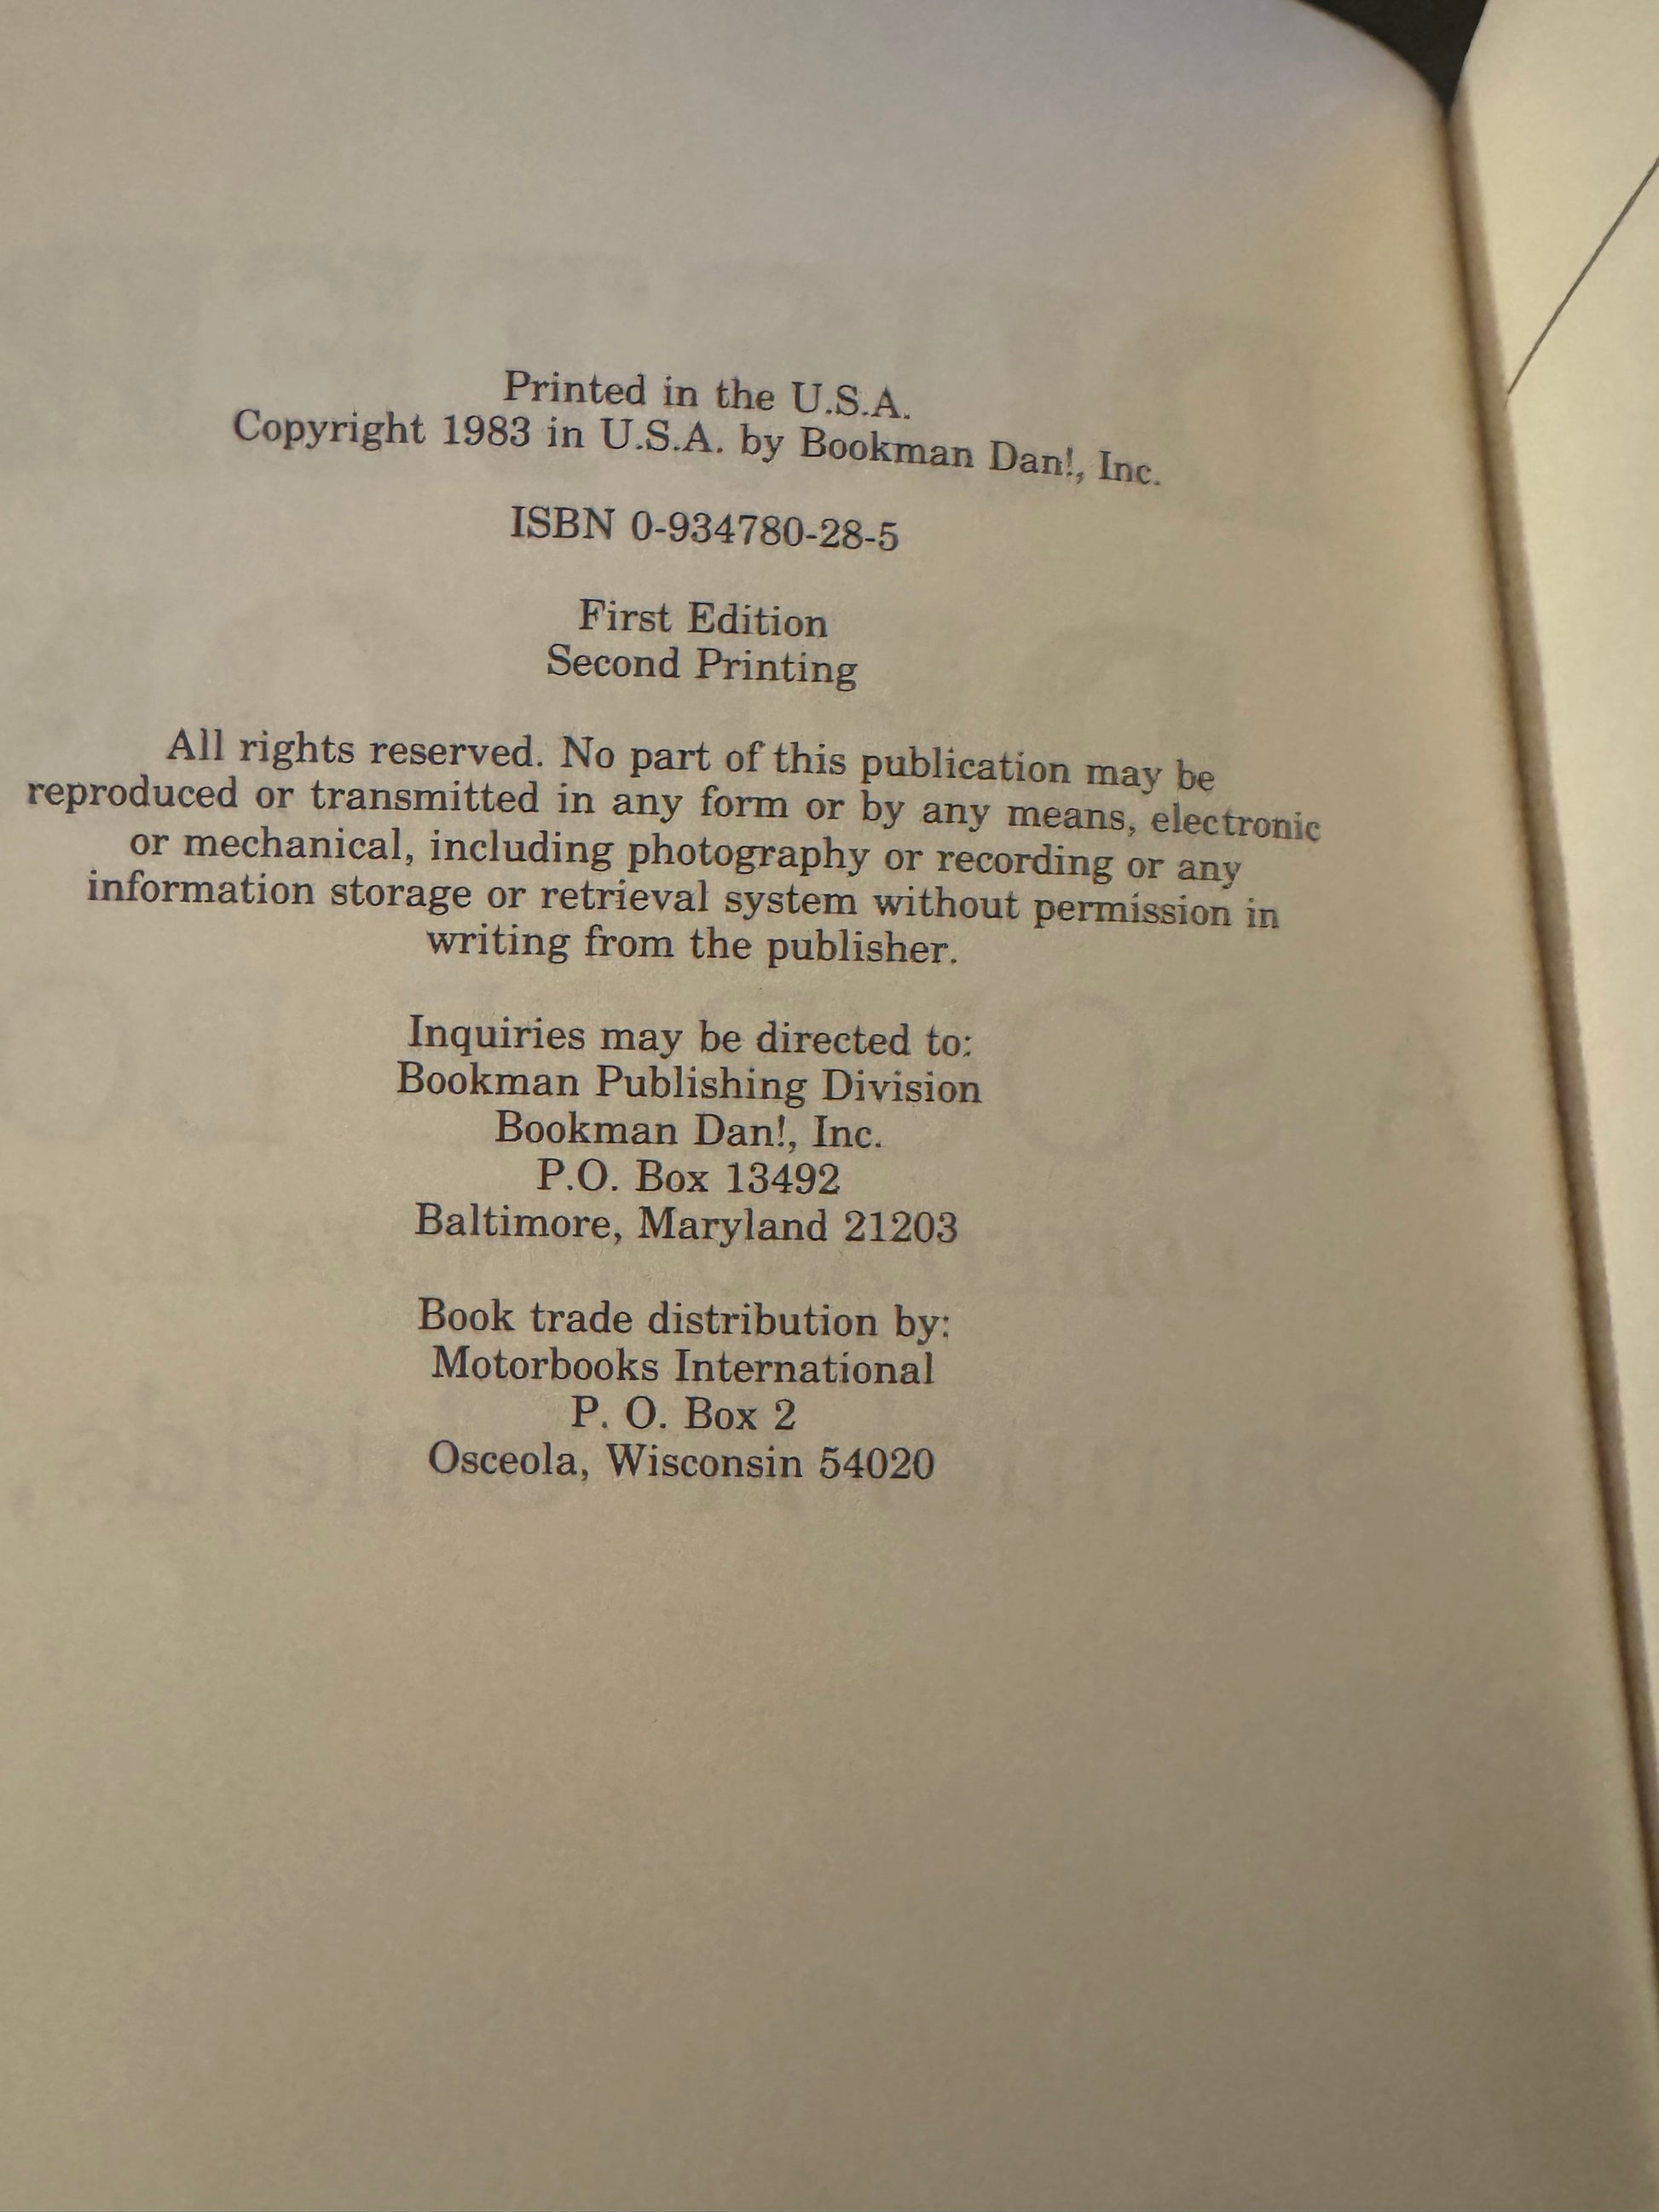 Printed in the U.S.A.
Copyright 1983 in U.S.A. by Bookman Dan!, Inc.
ISBN 0-934780-28-5
First Edition
Second Printing
All rights reserved. No part of this publication may be
reproduced or transmitted in any form or by any means, electronic
or mechanical, including photography or recording or any
information storage or retrieval system without permission in
writing from the publisher.
Inquiries may be directed to:
Bookman Publishing Division
Bookman Dan!, Inc.
P.O. Box 13492
Baltimore, Maryland 21203
Book trade distribution by:
Motorbooks International
P. O. Box 2
Osceola, Wisconsin 54020